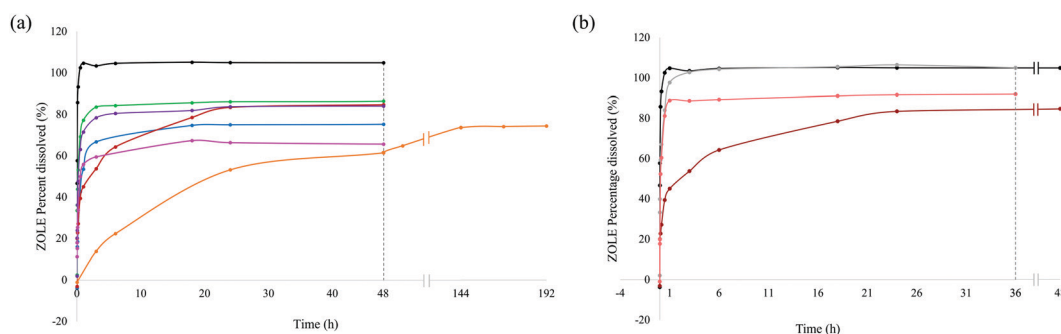 (a)
120
100
80
60
40
20
0
-20
ZOLE Percent dissolved (%)
0 10 20 30 40 48 144 192
Time (h)
(b)
120
100
80
60
40
20
0
-20
ZOLE Percentage dissolved (%)
-4 1 6 11 16 21 26 31 36
Time (h)